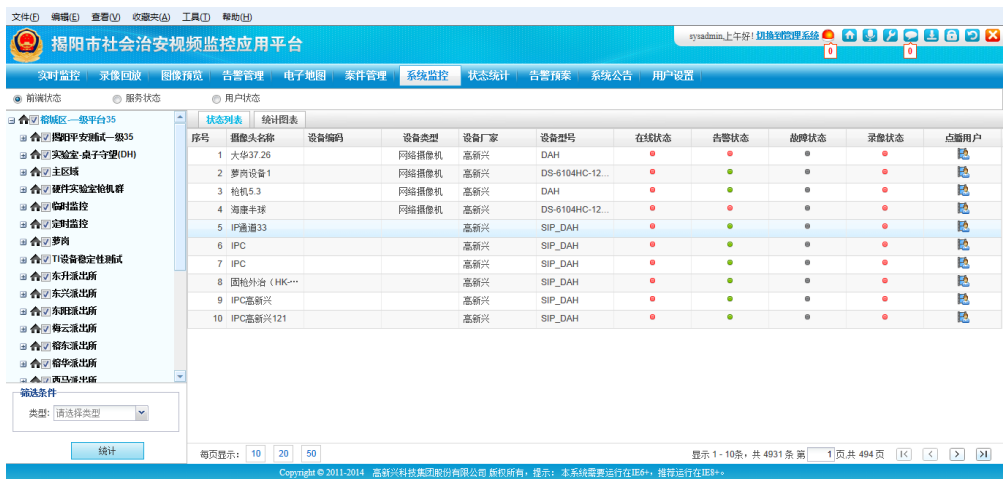 文件(F) 编辑(E) 查看(V) 收藏夹(A) 工具(T) 帮助(H)
揭阳市社会治安视频监控应用平台
sysadmin上午好! 切换到管理系统
0 0
实时监控 录像回放 图像预览 告警管理 电子地图 案件管理 系统监控 状态统计 告警预案 系统公告 用户设置
前端状态 服务状态 用户状态
榕城区-一级平台35
揭阳平安测试一级35
实验室-桌子守望(DH)
主区域
硬件实验室枪机群
临时监控
定时监控
萝岗
TI设备稳定性测试
东升派出所
东兴派出所
东阳派出所
梅云派出所
榕东派出所
榕华派出所
西马派出所
筛选条件
类型: 请选择类型
统计
状态列表 统计图表
序号 摄像头名称 设备编码 设备类型 设备厂家 设备型号 在线状态 告警状态 故障状态 录像状态 点播用户
1 大华37.26 网络摄像机 高新兴 DAH
2 萝岗设备1 网络摄像机 高新兴 DS-6104HC-12...
3 枪机5.3 网络摄像机 高新兴 DAH
4 海康半球 网络摄像机 高新兴 DS-6104HC-12...
5 IP通道33 高新兴 SIP_DAH
6 IPC 高新兴 SIP_DAH
7 IPC 高新兴 SIP_DAH
8 固枪外治（HK-… 高新兴 SIP_DAH
9 IPC高新兴 高新兴 SIP_DAH
10 IPC高新兴121 高新兴 SIP_DAH
每页显示: 10 20 50
显示 1 - 10条, 共 4931 条 第 1 页,共 494 页
Copyright © 2011-2014 高新兴科技集团股份有限公司 版权所有, 提示: 本系统需要运行在IE6+, 推荐运行在IE8+。